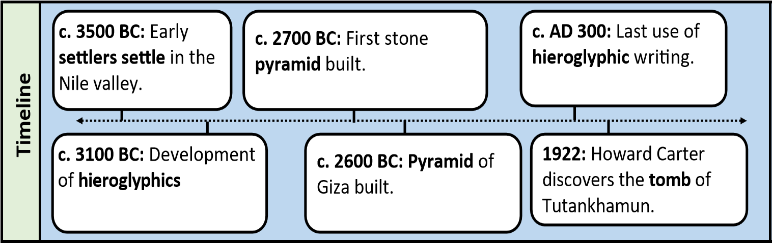 Timeline
c. 3500 BC: Early
settlers settle in the
Nile valley.
c. 3100 BC: Development
of hieroglyphics
c. 2700 BC: First stone
pyramid built.
c. 2600 BC: Pyramid of
Giza built.
c. AD 300: Last use of
hieroglyphic writing.
1922: Howard Carter
discovers the tomb of
Tutankhamun.